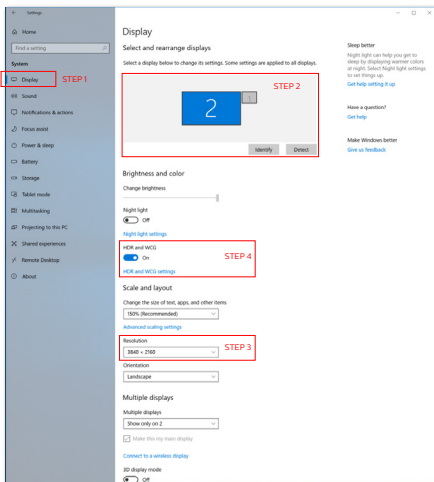 Settings
Home
Find a setting
System
Display STEP 1
Sound
Notifications & actions
Focus assist
Power & sleep
Battery
Storage
Tablet mode
Multitasking
Projecting to this PC
Shared experiences
Remote Desktop
About
Display
Select and rearrange displays
Select a display below to change its settings. Some settings are applied to all displays.
STEP 2
2
1
Identify Detect
Brightness and color
Change brightness
Night light
Off
Night light settings
HDR and WCG
On
STEP 4
HDR and WCG settings
Scale and layout
Change the size of text, apps, and other items
150% (Recommended)
Advanced scaling settings
Resolution
3840 × 2160
STEP 3
Orientation
Landscape
Multiple displays
Multiple displays
Show only on 2
Make this my main display
Connect to a wireless display
3D display mode
Off
Sleep better
Night light can help you get to
sleep by displaying warmer colors
at night. Select Night light settings
to set things up.
Get help setting it up
Have a question?
Get help
Make Windows better
Give us feedback